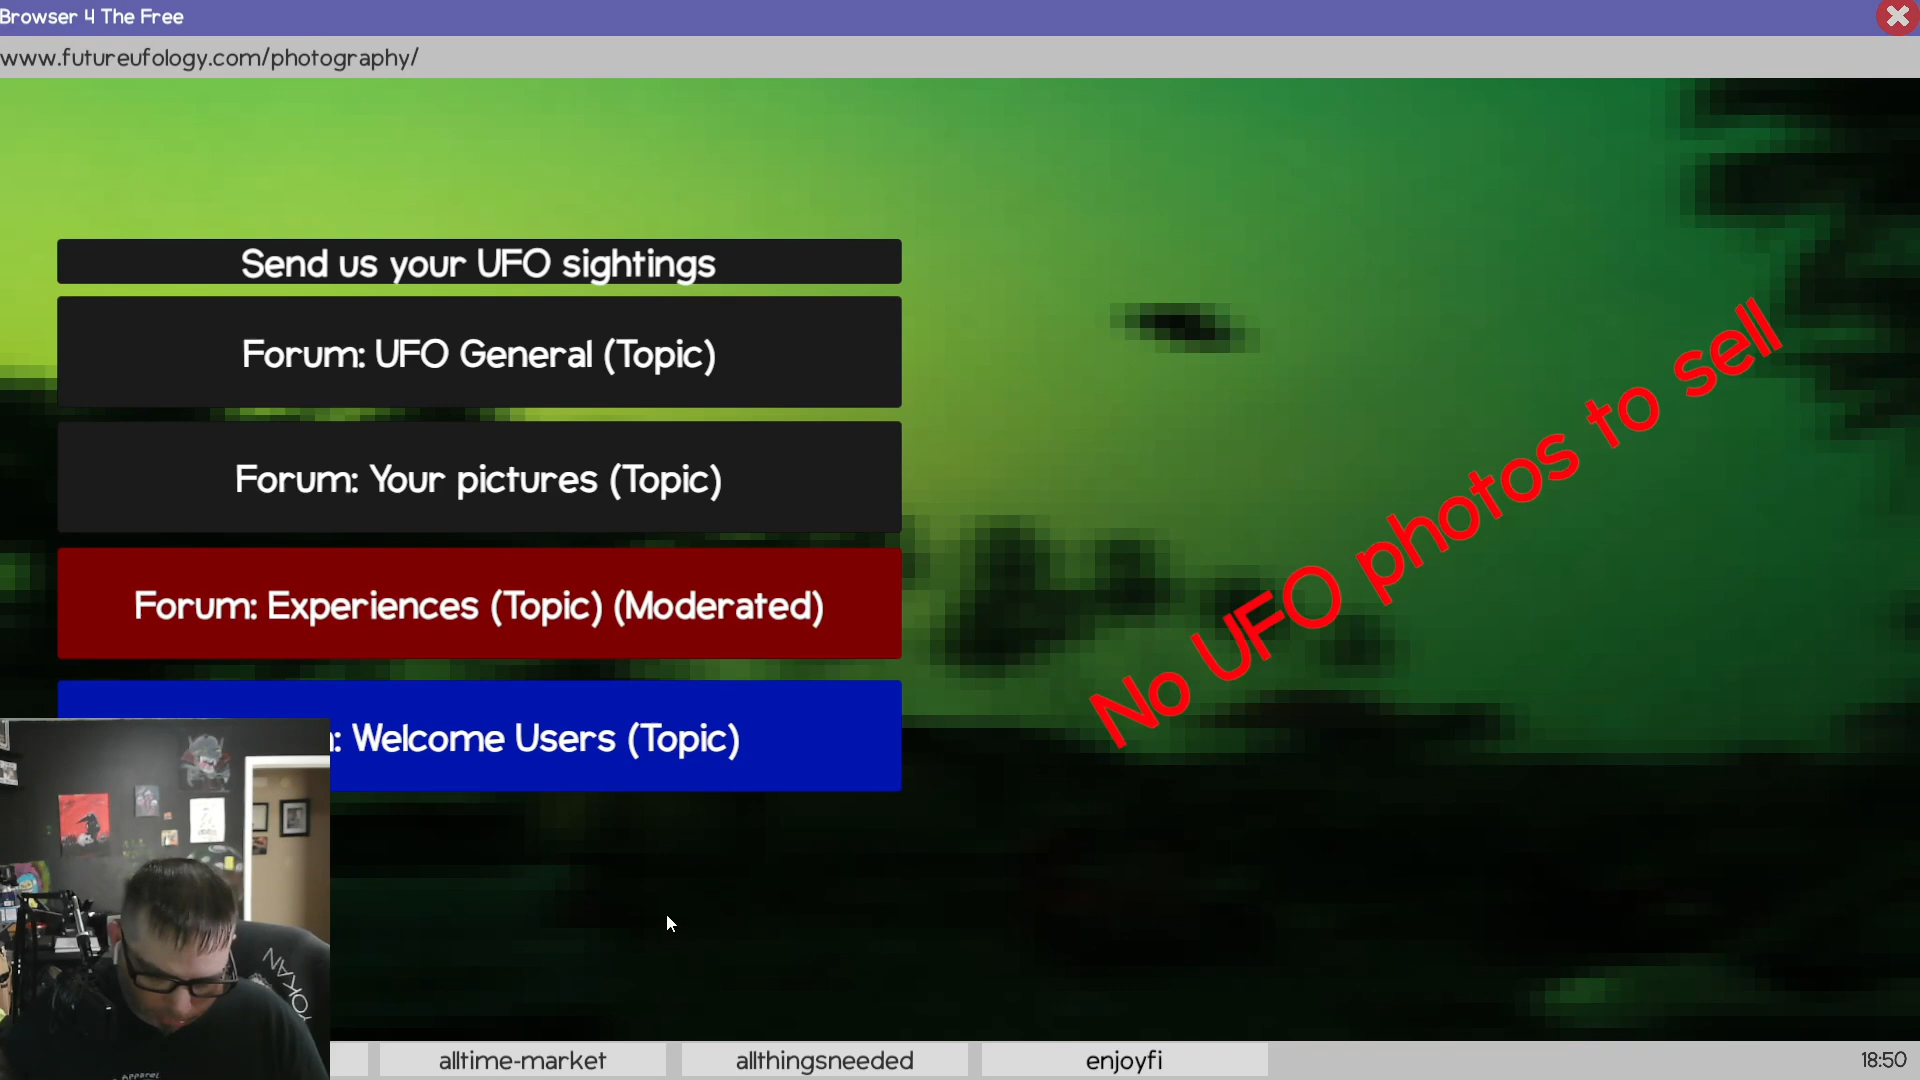 Browser 4 The Free
www.futureufology.com/photography/
Send us your UFO sightings
Forum: UFO General (Topic)
Forum: Your pictures (Topic)
Forum: Experiences (Topic) (Moderated)
: Welcome Users (Topic)
No UFO photos to sell
YOKAN
Apparel
alltime-market
allthingsneeded
enjoyfi
18:50